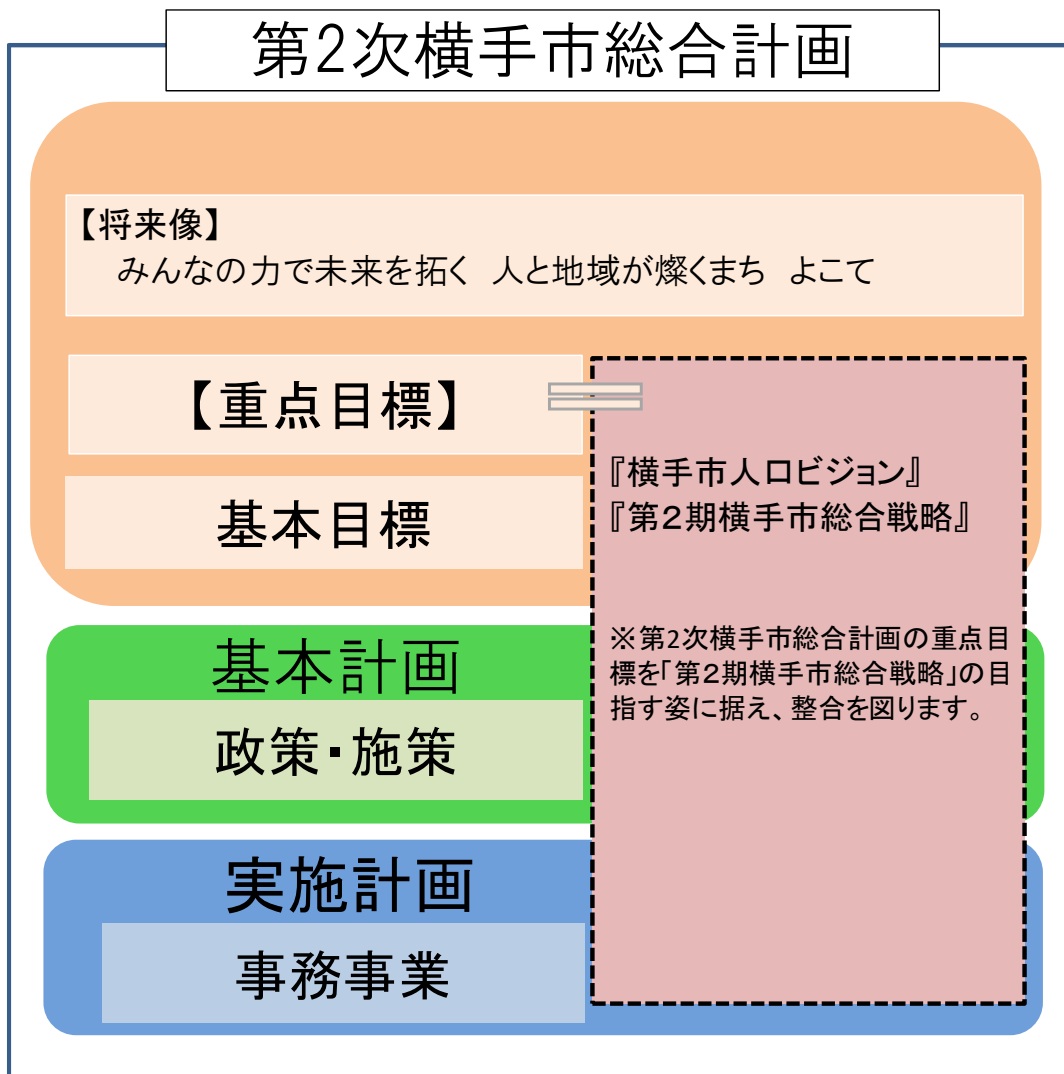 第2次横手市総合計画
【将来像】
みんなの力で未来を拓く 人と地域が燦くまち よこて
【重点目標】
基本目標
『横手市人口ビジョン』
『第２期横手市総合戦略』
※第2次横手市総合計画の重点目
標を「第２期横手市総合戦略」の目
指す姿に据え、整合を図ります。
基本計画
政策・施策
実施計画
事務事業